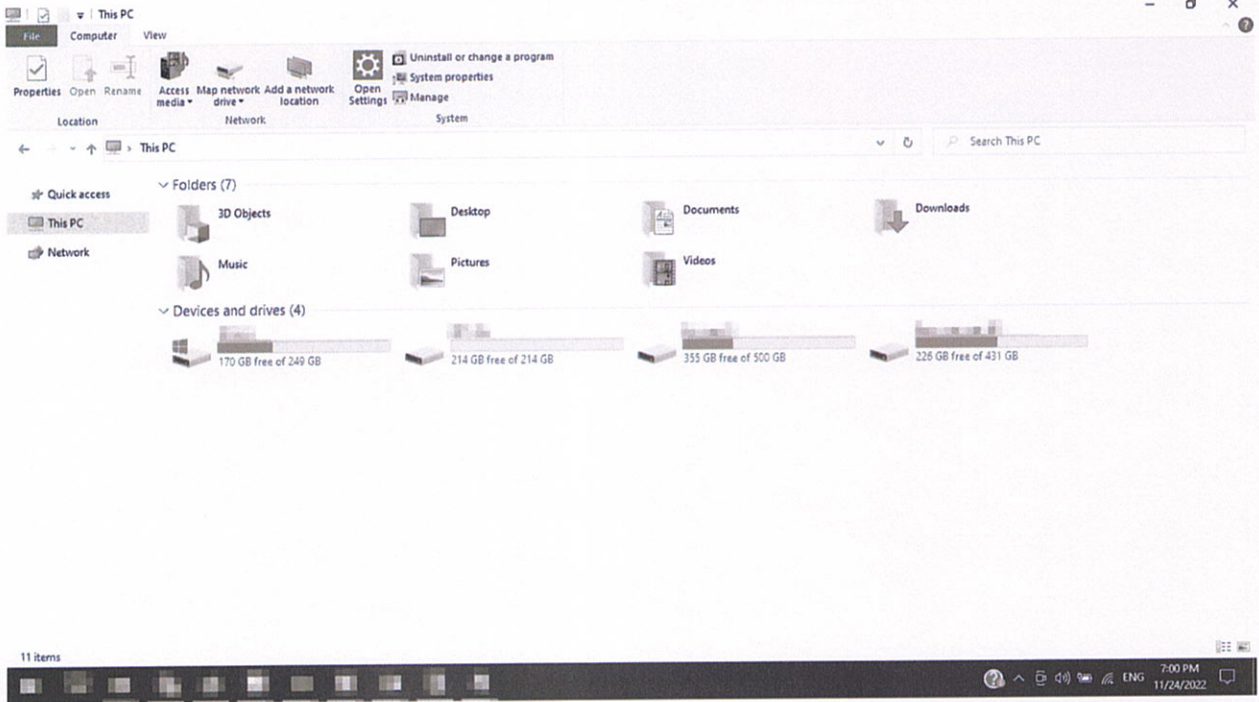 This PC
File Computer View
Properties Open Rename Access media Map network drive Add a network location Open Settings Uninstall or change a program
System properties
Manage
Location Network System
This PC Search This PC
Quick access
This PC
Network
Folders (7)
3D Objects Desktop Documents Downloads
Music Pictures Videos
Devices and drives (4)
170 GB free of 249 GB 214 GB free of 214 GB 355 GB free of 500 GB 226 GB free of 431 GB
11 items
ENG 7:00 PM
11/24/2022